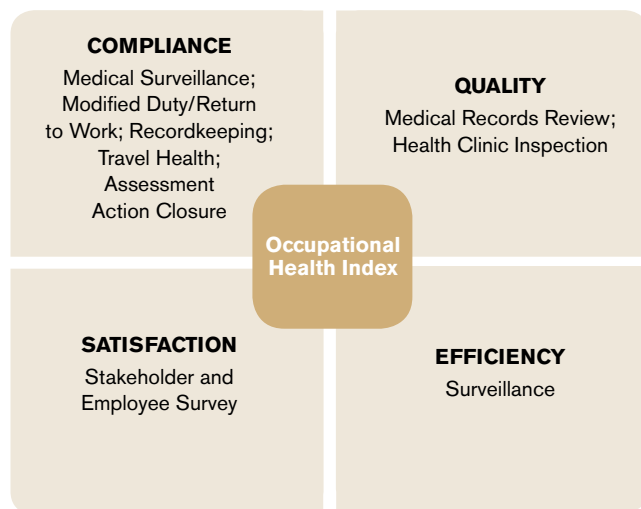 COMPLIANCE
Medical Surveillance;
Modified Duty/Return
to Work; Recordkeeping;
Travel Health;
Assessment
Action Closure
QUALITY
Medical Records Review;
Health Clinic Inspection
Occupational
Health Index
SATISFACTION
Stakeholder and
Employee Survey
EFFICIENCY
Surveillance